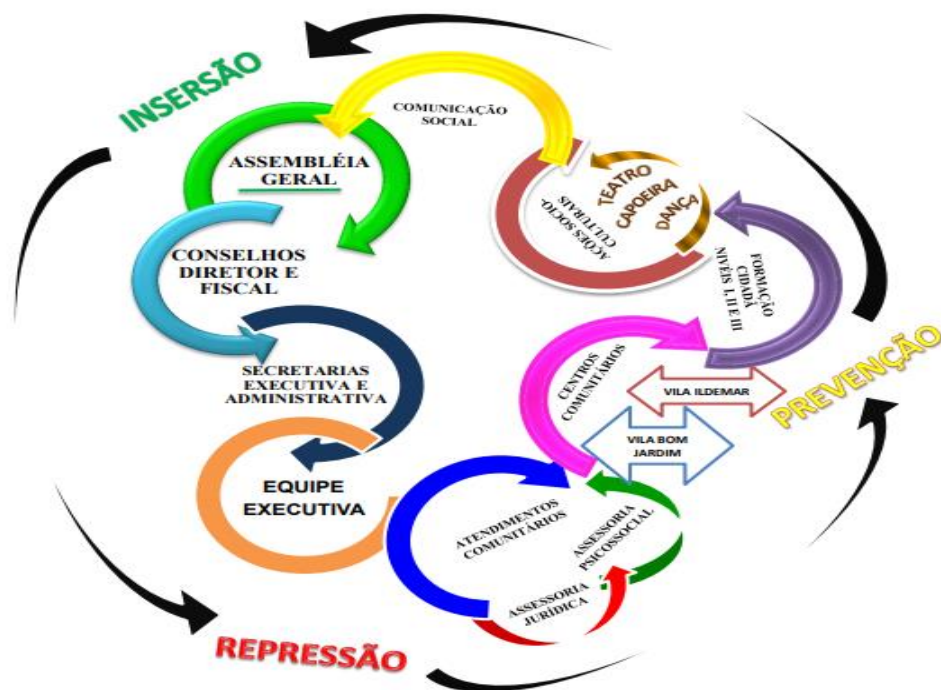 INSERSÃO
COMUNICAÇÃO
SOCIAL
ASSEMBLÉIA
GERAL
TEATRO
CAPOEIRA
DANÇA
AÇÕES SOCIO-
CULTURAIS
CONSELHOS
DIRETOR E
FISCAL
FORMAÇÃO
CIDADÃ
NIVÉIS I, II E III
SECRETARIAS
EXECUTIVA E
ADMINISTRATIVA
CENTROS
COMUNITÁRIOS
VILA ILDEMAR
PREVENÇÃO
VILA BOM
JARDIM
EQUIPE
EXECUTIVA
ATENDIMENTOS
COMUNITÁRIOS
ASSESSORIA
PSICOSSOCIAL
ASSESSORIA
JURÍDICA
REPRESSÃO